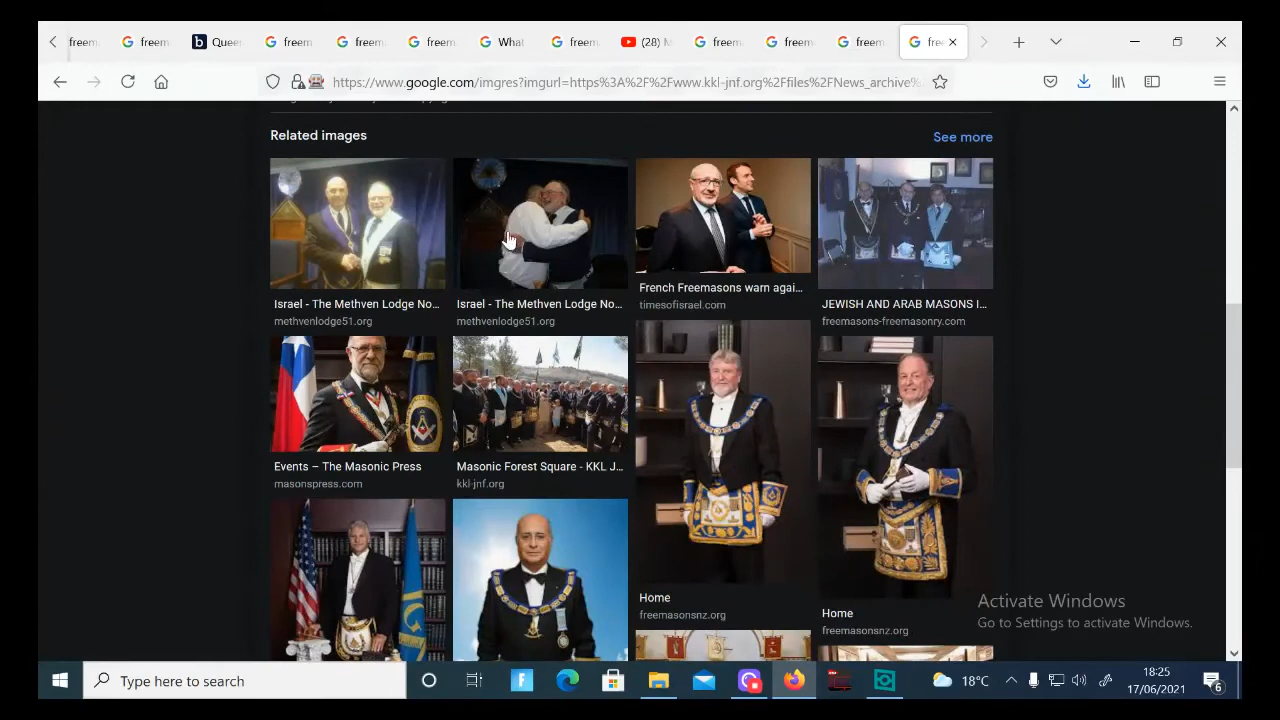 freem
freem
Quee
freem
freem
freem
What
freem
(28) M
freem
freem
freem
free
https://www.google.com/imgres?imgurl=https%3A%2F%2Fwww.kkl-jnf.org%2Ffiles%2FNews_archive%
Related images
See more
Israel - The Methven Lodge No...
methvenlodge51.org
Israel - The Methven Lodge No...
methvenlodge51.org
French Freemasons warn agai...
timesofisrael.com
JEWISH AND ARAB MASONS I...
freemasons-freemasonry.com
Events – The Masonic Press
masonspress.com
Masonic Forest Square - KKL J...
kkl-jnf.org
Home
freemasonsnz.org
Home
freemasonsnz.org
Activate Windows
Go to Settings to activate Windows.
Type here to search
18°C
18:25
17/06/2021
6